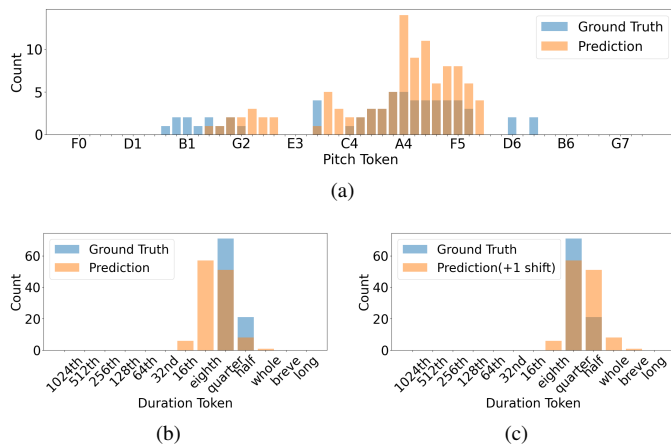 Ground Truth
Prediction
10
5
0
Count
F0 D1 B1 G2 E3 C4 A4 F5 D6 B6 G7
Pitch Token
(a)
Ground Truth
Prediction
60
40
20
0
Count
1024th 512th 256th 128th 64th 32nd 16th eighth quarter half whole breve long
Duration Token
(b)
Ground Truth
Prediction(+1 shift)
60
40
20
0
Count
1024th 512th 256th 128th 64th 32nd 16th eighth quarter half whole breve long
Duration Token
(c)